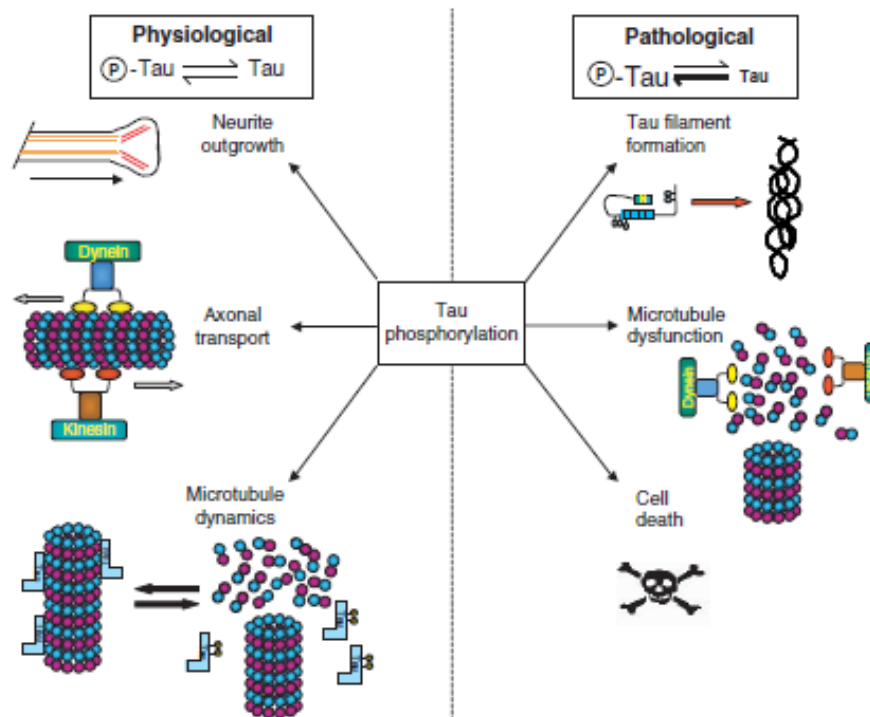 Physiological
P-Tau Tau
Pathological
P-Tau Tau
Neurite
outgrowth
Tau filament
formation
Dynein
Axonal
transport
Kinesin
Tau
phosphorylation
Microtubule
dysfunction
Dynein
Microtubule
dynamics
Cell
death